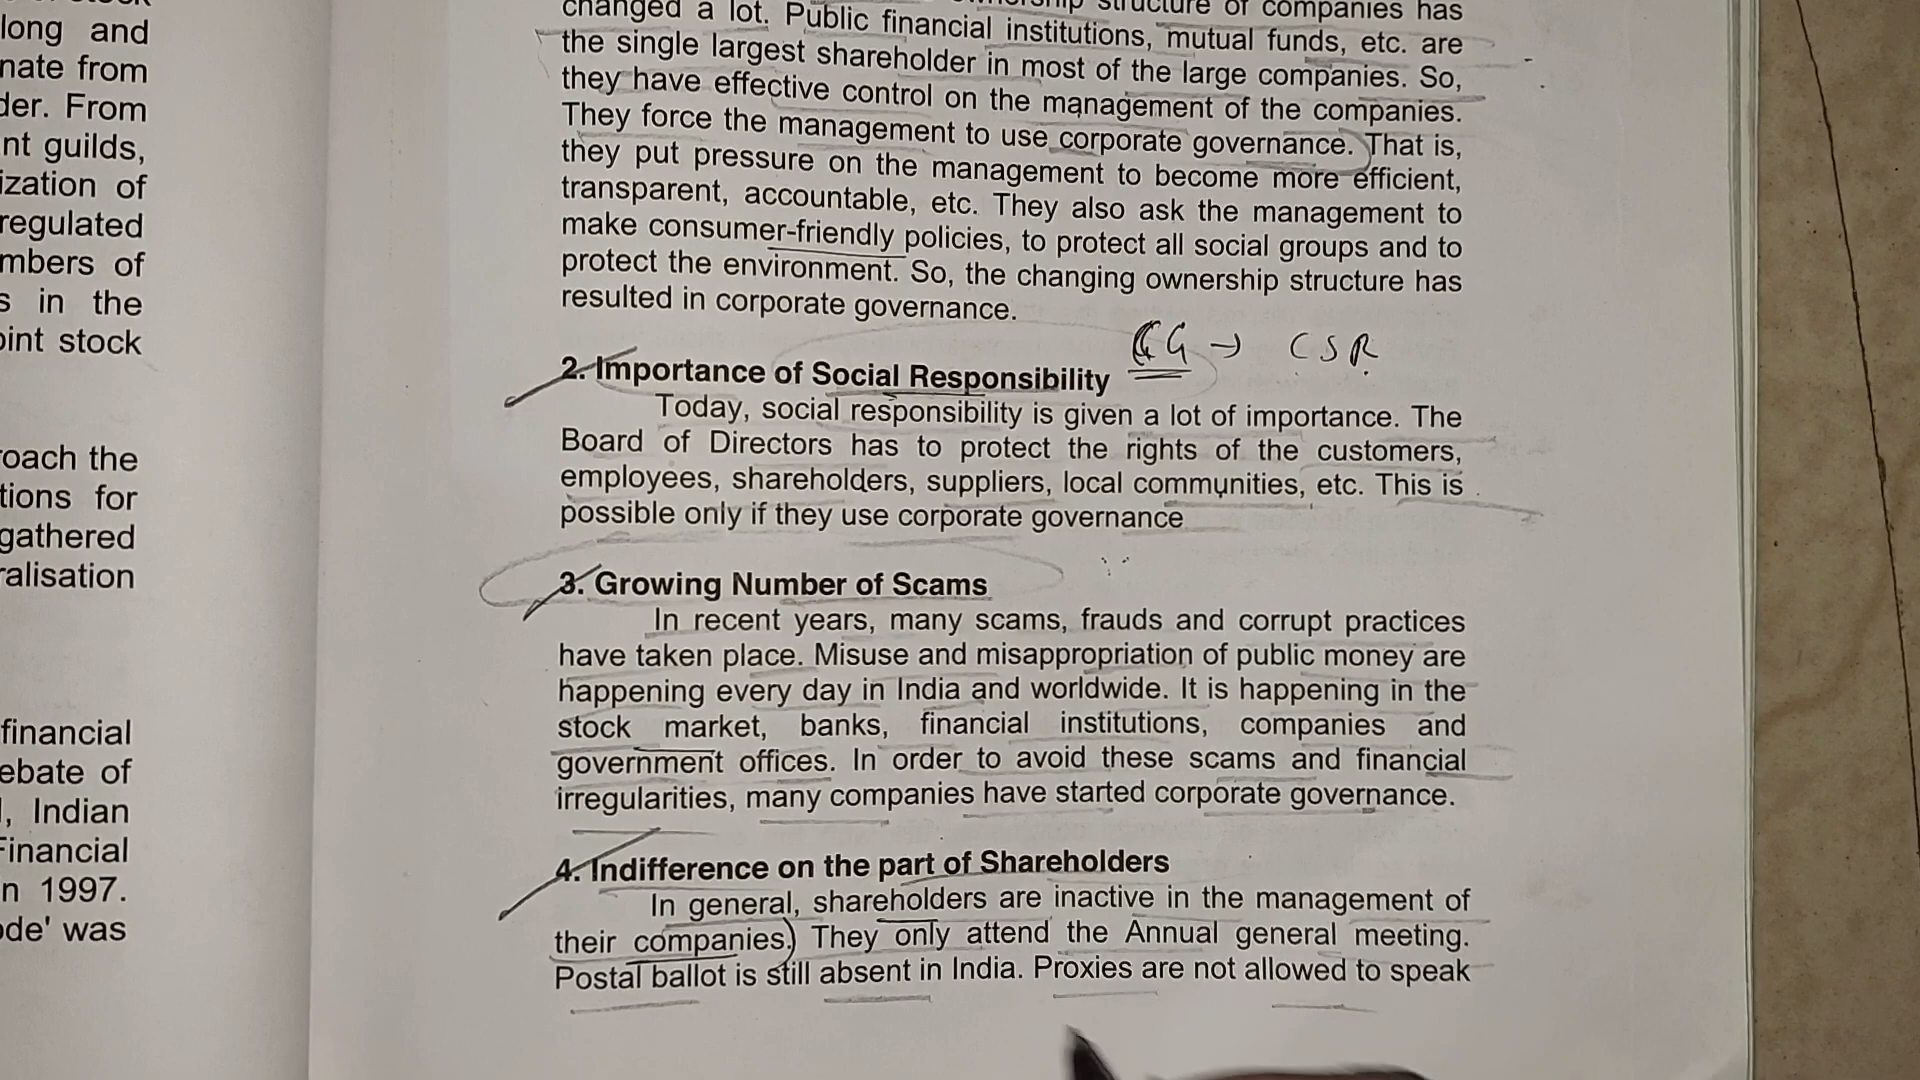 long and
nate from
der. From
nt guilds,
ization of
regulated
mbers of
s in the
oint stock
roach the
tions for
gathered
ralisation
financial
ebate of
, Indian
Financial
n 1997.
ode' was
structure of companies has
changed a lot. Public financial institutions, mutual funds, etc. are
the single largest shareholder in most of the large companies. So,
they have effective control on the management of the companies.
They force the management to use corporate governance. That is,
they put pressure on the management to become more efficient,
transparent, accountable, etc. They also ask the management to
make consumer-friendly policies, to protect all social groups and to
protect the environment. So, the changing ownership structure has
resulted in corporate governance.
CG → CSR
2. Importance of Social Responsibility
Today, social responsibility is given a lot of importance. The
Board of Directors has to protect the rights of the customers,
employees, shareholders, suppliers, local communities, etc. This is
possible only if they use corporate governance
3. Growing Number of Scams
In recent years, many scams, frauds and corrupt practices
have taken place. Misuse and misappropriation of public money are
happening every day in India and worldwide. It is happening in the
stock market, banks, financial institutions, companies and
government offices. In order to avoid these scams and financial
irregularities, many companies have started corporate governance.
4. Indifference on the part of Shareholders
In general, shareholders are inactive in the management of
their companies. They only attend the Annual general meeting.
Postal ballot is still absent in India. Proxies are not allowed to speak